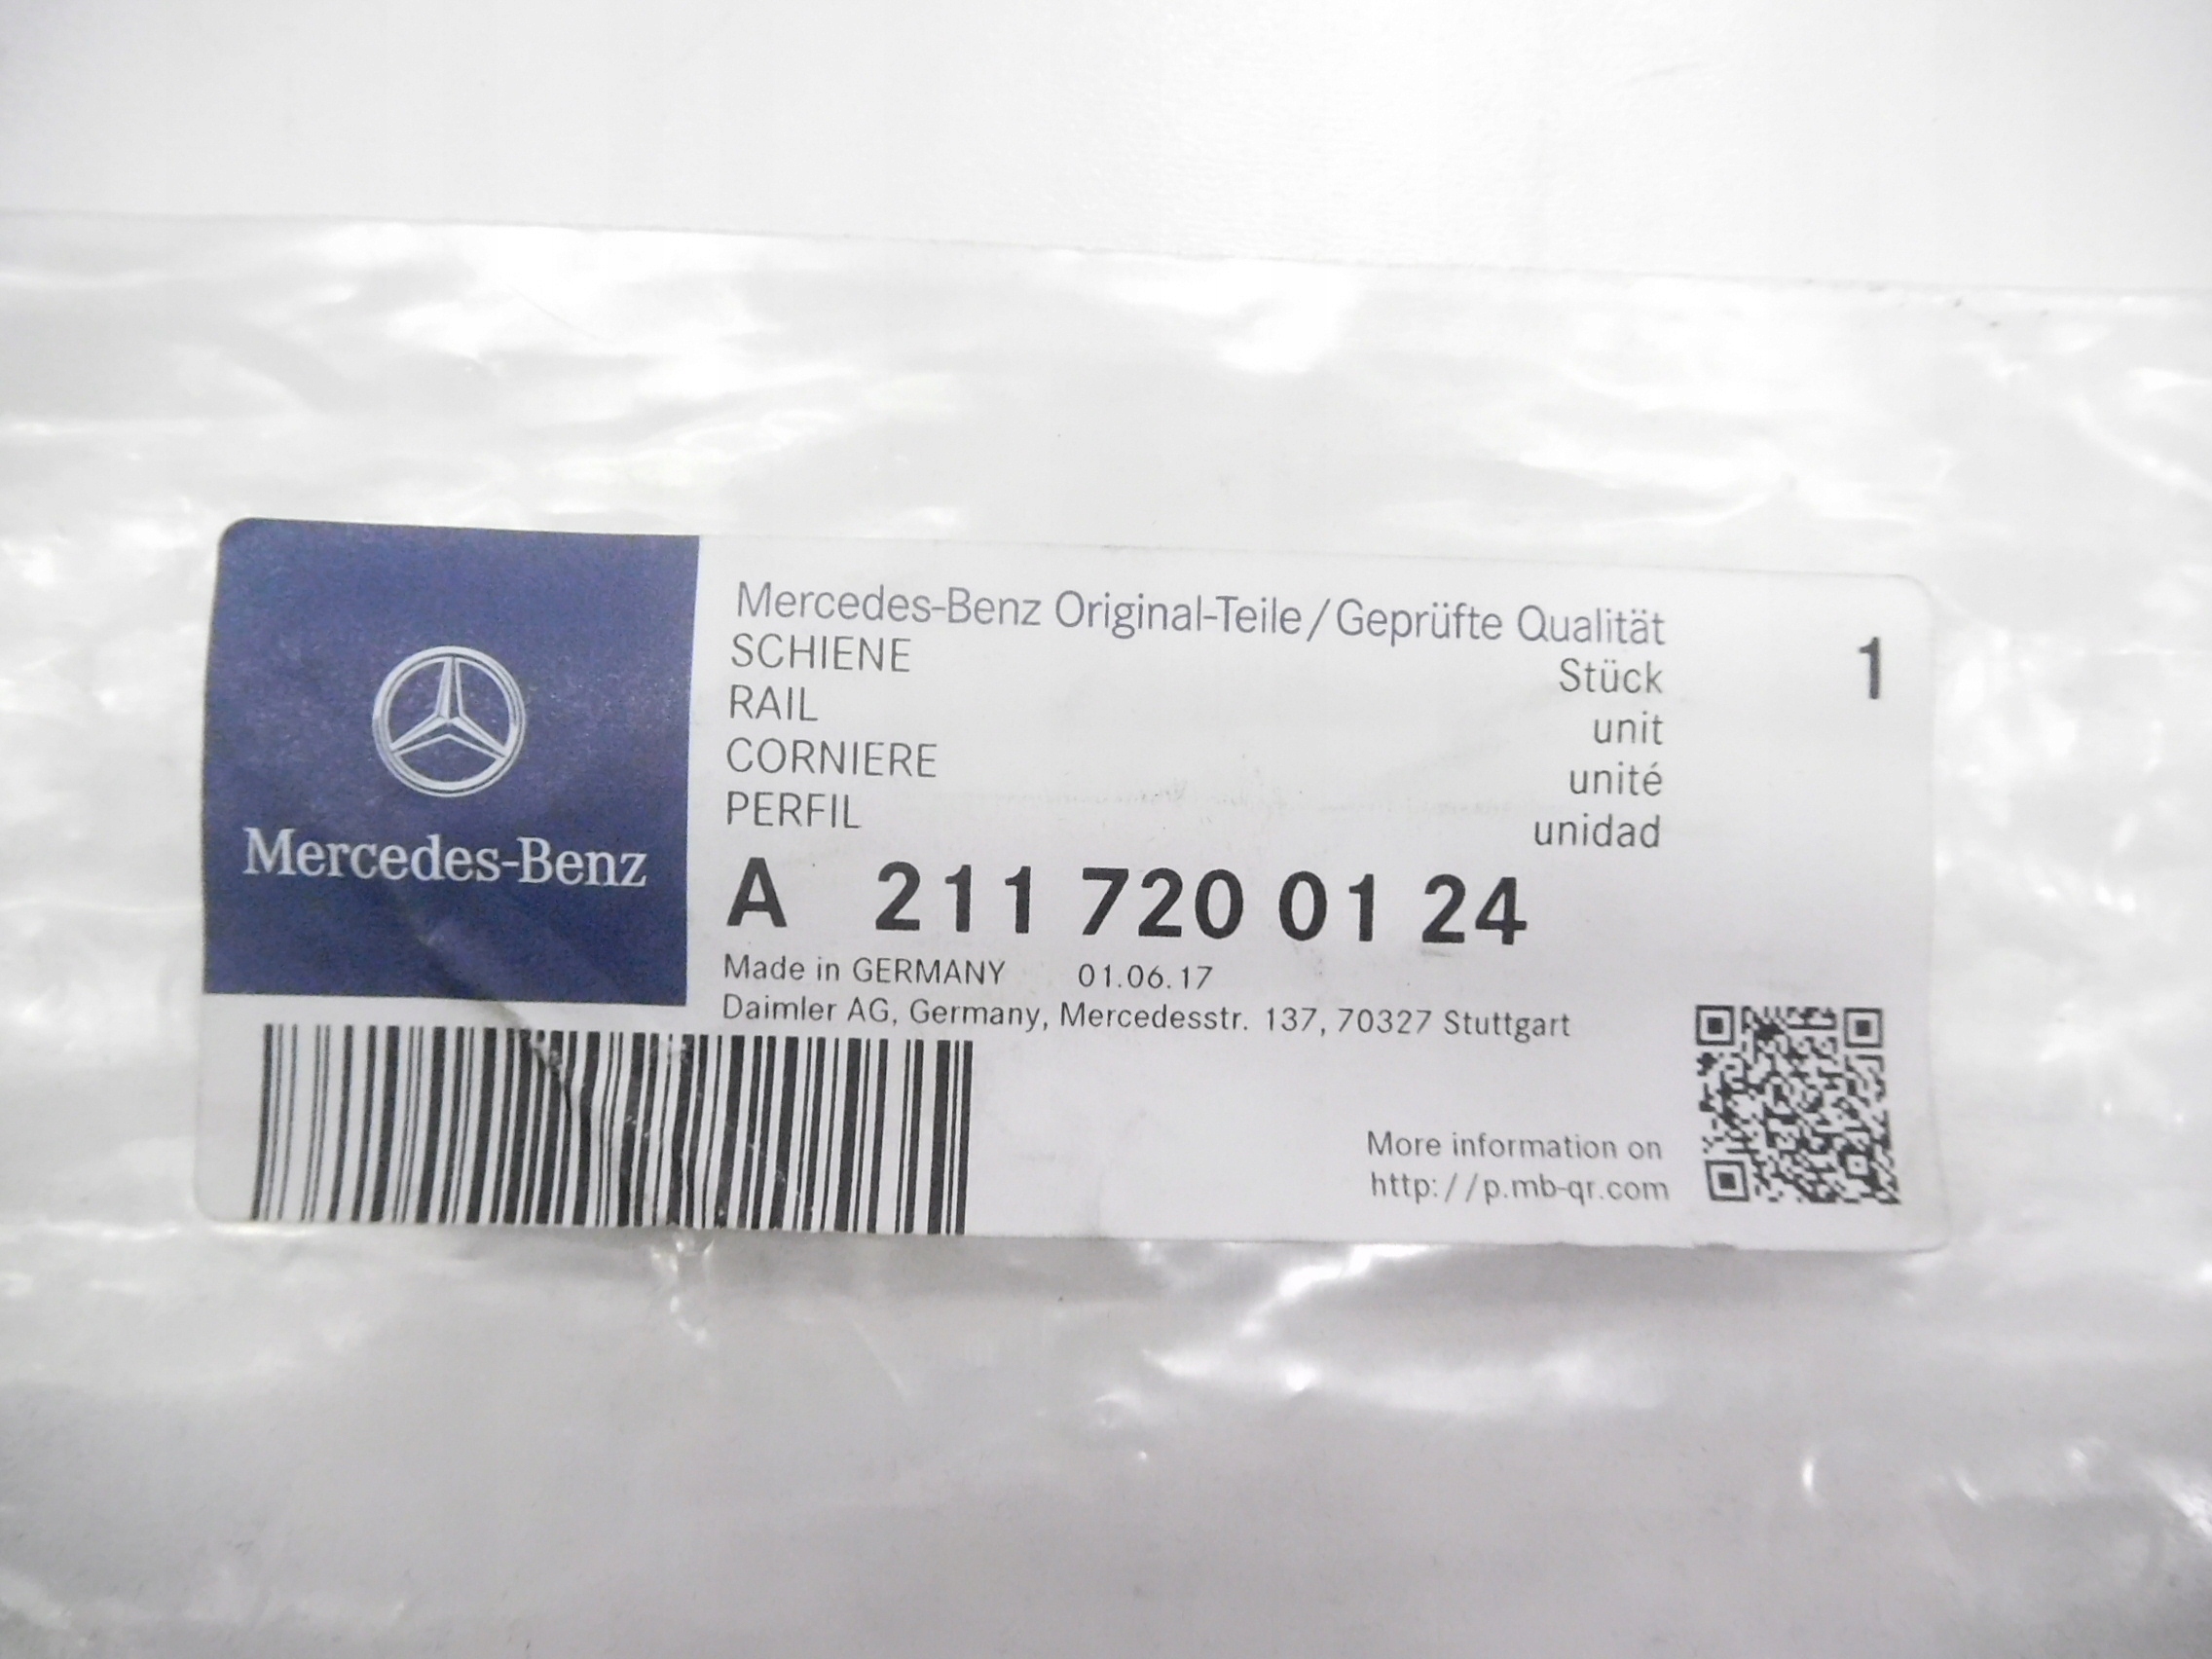 Mercedes-Benz
Mercedes-Benz Original-Teile/Geprüfte Qualität
SCHIENE Stück 1
RAIL unit
CORNIERE unité
PERFIL unidad
A 211 720 01 24
Made in GERMANY 01.06.17
Daimler AG, Germany, Mercedesstr. 137, 70327 Stuttgart
More information on
http://p.mb-qr.com